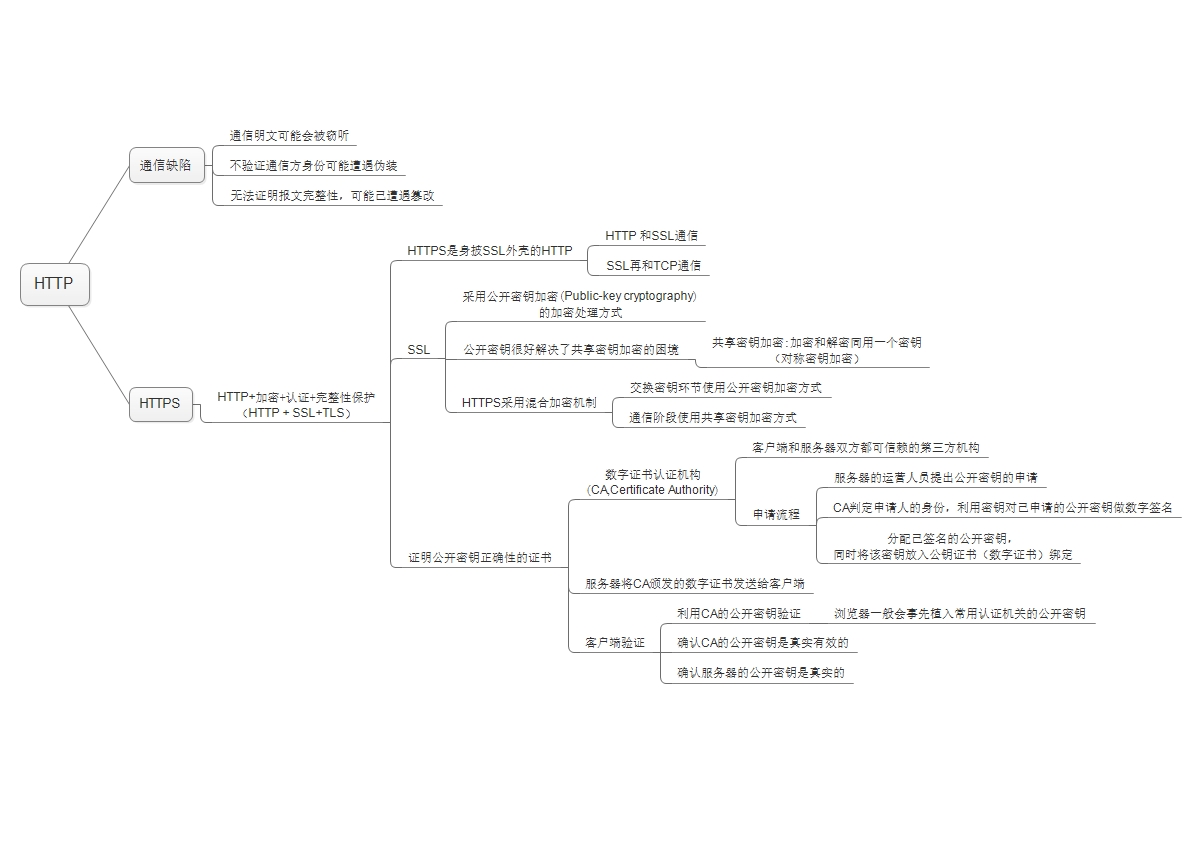 通信明文可能会被窃听
通信缺陷
不验证通信方身份可能遭遇伪装
无法证明报文完整性，可能已遭遇篡改
HTTP
HTTPS
HTTP+加密+认证+完整性保护
（HTTP + SSL+TLS）
HTTPS是身披SSL外壳的HTTP
HTTP 和SSL通信
SSL再和TCP通信
SSL
采用公开密钥加密(Public-key cryptography)
的加密处理方式
公开密钥很好解决了共享密钥加密的困境
共享密钥加密:加密和解密同用一个密钥
（对称密钥加密）
HTTPS采用混合加密机制
交换密钥环节使用公开密钥加密方式
通信阶段使用共享密钥加密方式
证明公开密钥正确性的证书
数字证书认证机构
(CA,Certificate Authority)
客户端和服务器双方都可信赖的第三方机构
申请流程
服务器的运营人员提出公开密钥的申请
CA判定申请人的身份，利用密钥对已申请的公开密钥做数字签名
分配已签名的公开密钥，
同时将该密钥放入公钥证书（数字证书）绑定
服务器将CA颁发的数字证书发送给客户端
客户端验证
利用CA的公开密钥验证
浏览器一般会事先植入常用认证机关的公开密钥
确认CA的公开密钥是真实有效的
确认服务器的公开密钥是真实的